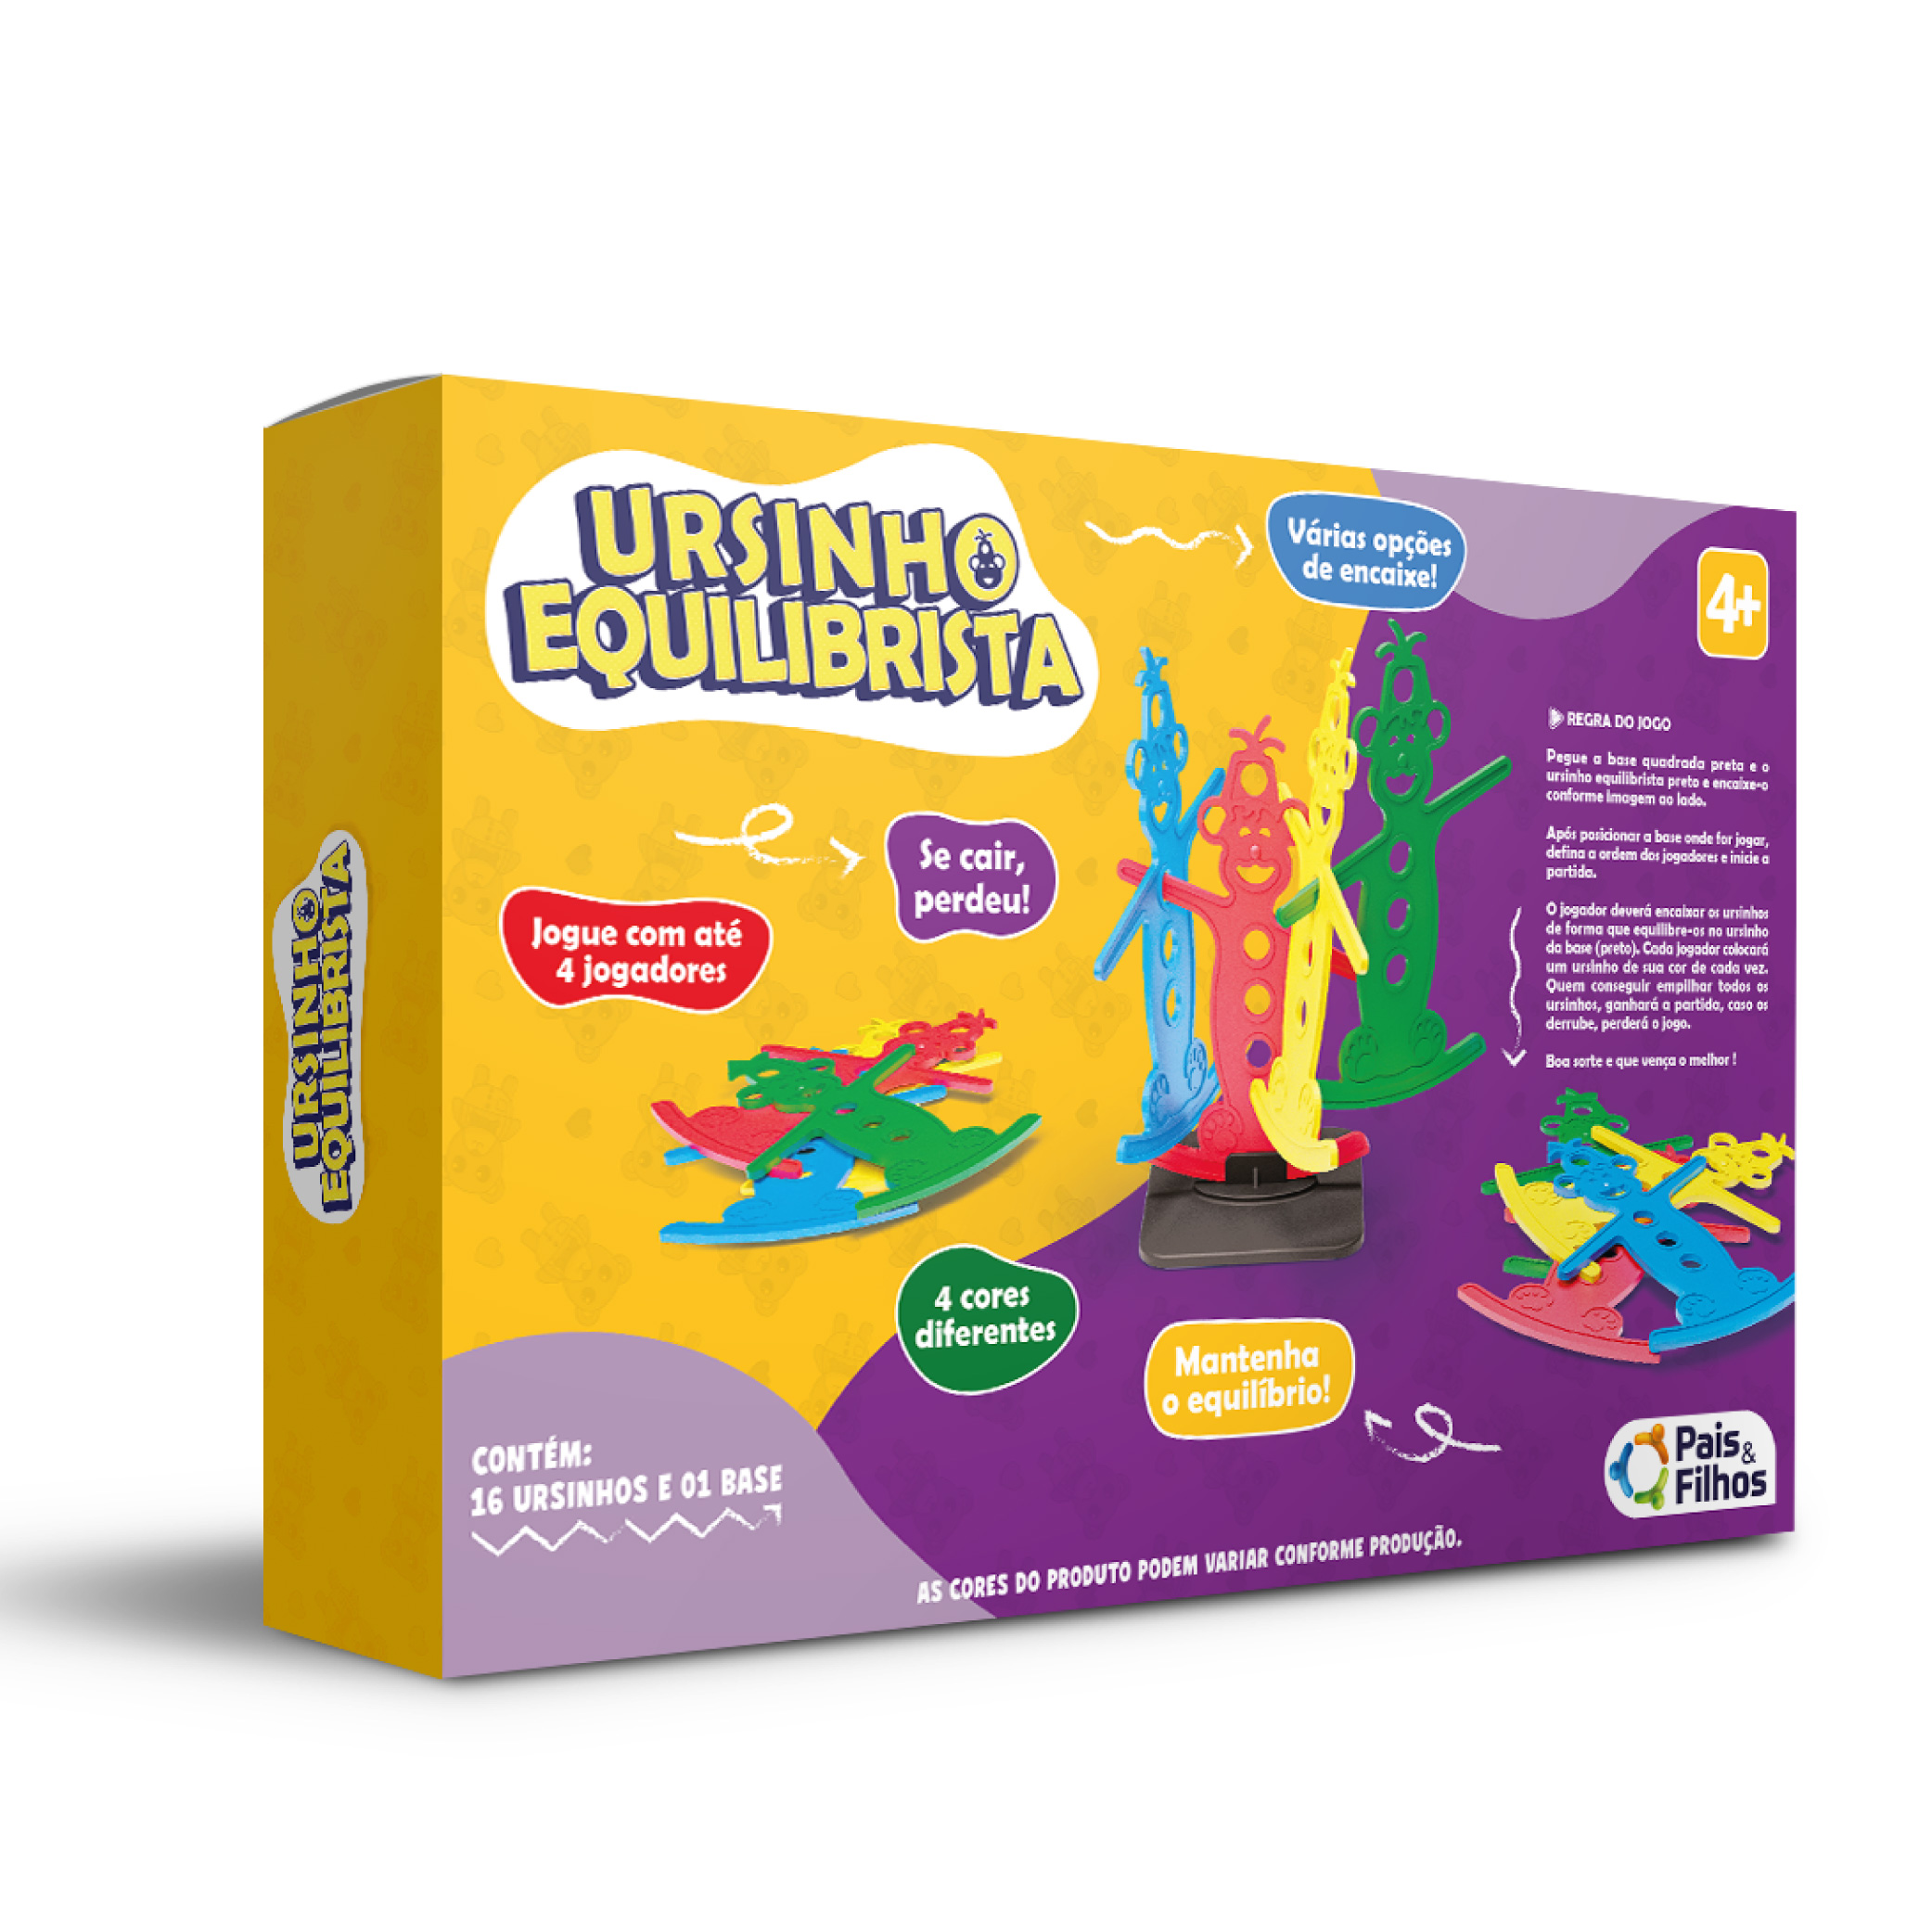 URSINHO
EQUILIBRISTA
URSINHO
EQUILIBRISTA
Várias opções
de encaixe!
4+
REGRA DO JOGO
Pegue a base quadrada preta e o
ursinho equilibrista preto e encaixe-o
conforme imagem ao lado.
Após posicionar a base onde for jogar,
defina a ordem dos jogadores e inicie a
partida.
O jogador deverá encaixar os ursinhos
de forma que equilibre-os no ursinho
da base (preto). Cada jogador colocará
um ursinho de sua cor de cada vez.
Quem conseguir empilhar todos os
ursinhos, ganhará a partida, caso os
derrube, perderá o jogo.
Boa sorte e que vença o melhor !
Se cair,
perdeu!
Jogue com até
4 jogadores
4 cores
diferentes
Mantenha
o equilíbrio!
CONTÉM:
16 URSINHOS E 01 BASE
Pais &
Filhos
AS CORES DO PRODUTO PODEM VARIAR CONFORME PRODUÇÃO.